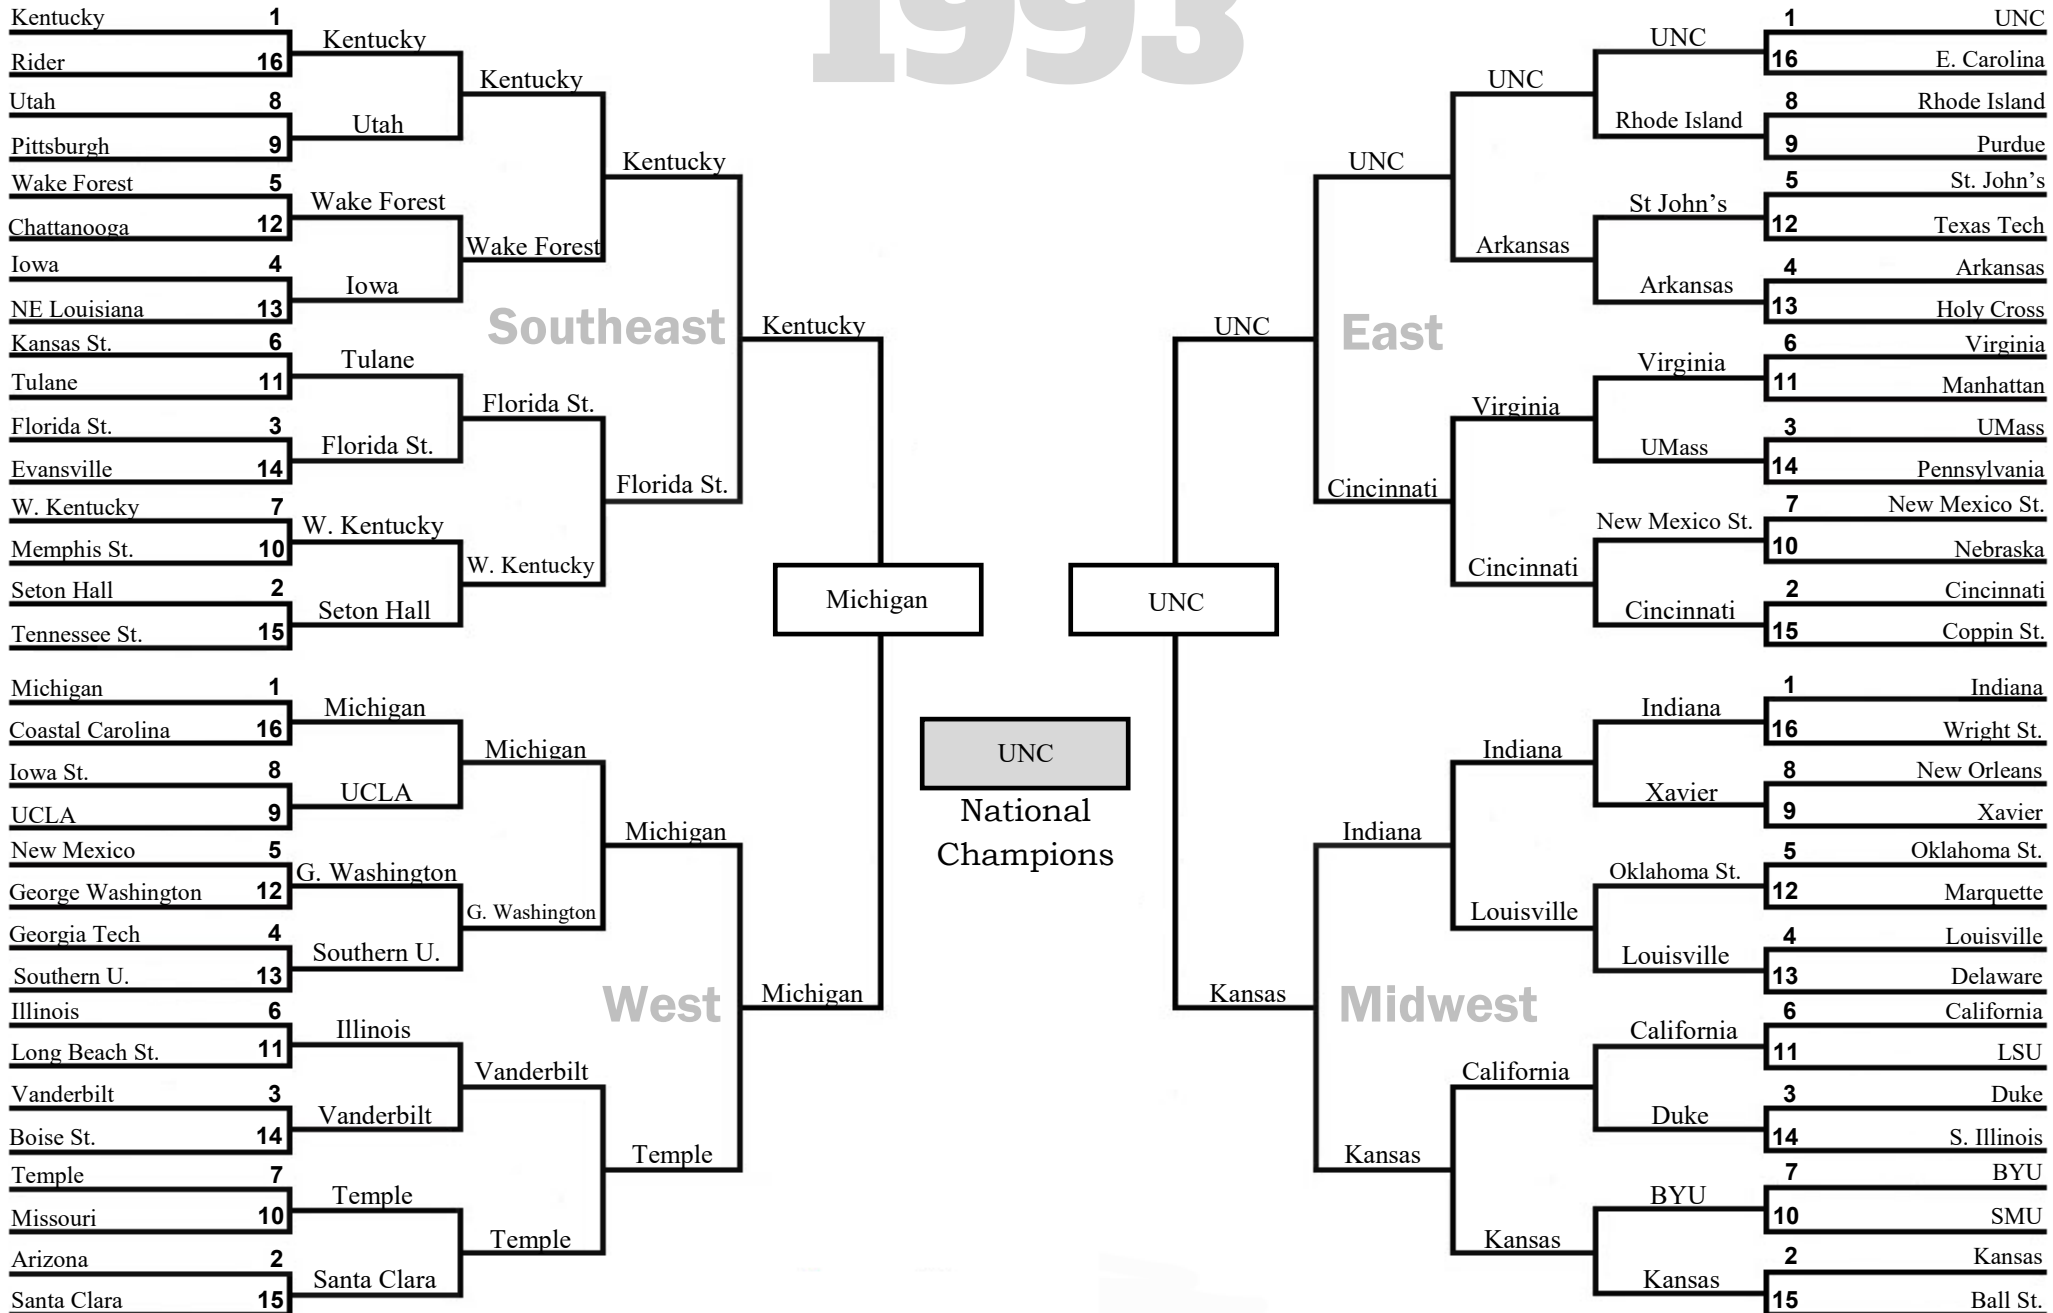 1993
Kentucky 1
Rider 16
Utah 8
Pittsburgh 9
Wake Forest 5
Chattanooga 12
Iowa 4
NE Louisiana 13
Kansas St. 6
Tulane 11
Florida St. 3
Evansville 14
W. Kentucky 7
Memphis St. 10
Seton Hall 2
Tennessee St. 15
Kentucky
Utah
Wake Forest
Iowa
Tulane
Florida St.
W. Kentucky
Seton Hall
Kentucky
Wake Forest
Florida St.
W. Kentucky
Kentucky
Florida St.
Southeast
Kentucky
Michigan 1
Coastal Carolina 16
Iowa St. 8
UCLA 9
New Mexico 5
George Washington 12
Georgia Tech 4
Southern U. 13
Illinois 6
Long Beach St. 11
Vanderbilt 3
Boise St. 14
Temple 7
Missouri 10
Arizona 2
Santa Clara 15
Michigan
UCLA
G. Washington
Southern U.
Illinois
Vanderbilt
Temple
Santa Clara
Michigan
G. Washington
Vanderbilt
Temple
Michigan
Temple
West
Michigan
Michigan
UNC
UNC
National
Champions
1 UNC
16 E. Carolina
8 Rhode Island
9 Purdue
5 St. John’s
12 Texas Tech
4 Arkansas
13 Holy Cross
6 Virginia
11 Manhattan
3 UMass
14 Pennsylvania
7 New Mexico St.
10 Nebraska
2 Cincinnati
15 Coppin St.
UNC
Rhode Island
St John’s
Arkansas
Virginia
UMass
New Mexico St.
Cincinnati
UNC
Arkansas
Virginia
Cincinnati
UNC
Cincinnati
East
UNC
1 Indiana
16 Wright St.
8 New Orleans
9 Xavier
5 Oklahoma St.
12 Marquette
4 Louisville
13 Delaware
6 California
11 LSU
3 Duke
14 S. Illinois
7 BYU
10 SMU
2 Kansas
15 Ball St.
Indiana
Xavier
Oklahoma St.
Louisville
California
Duke
BYU
Kansas
Indiana
Louisville
California
Kansas
Indiana
Kansas
Midwest
Kansas